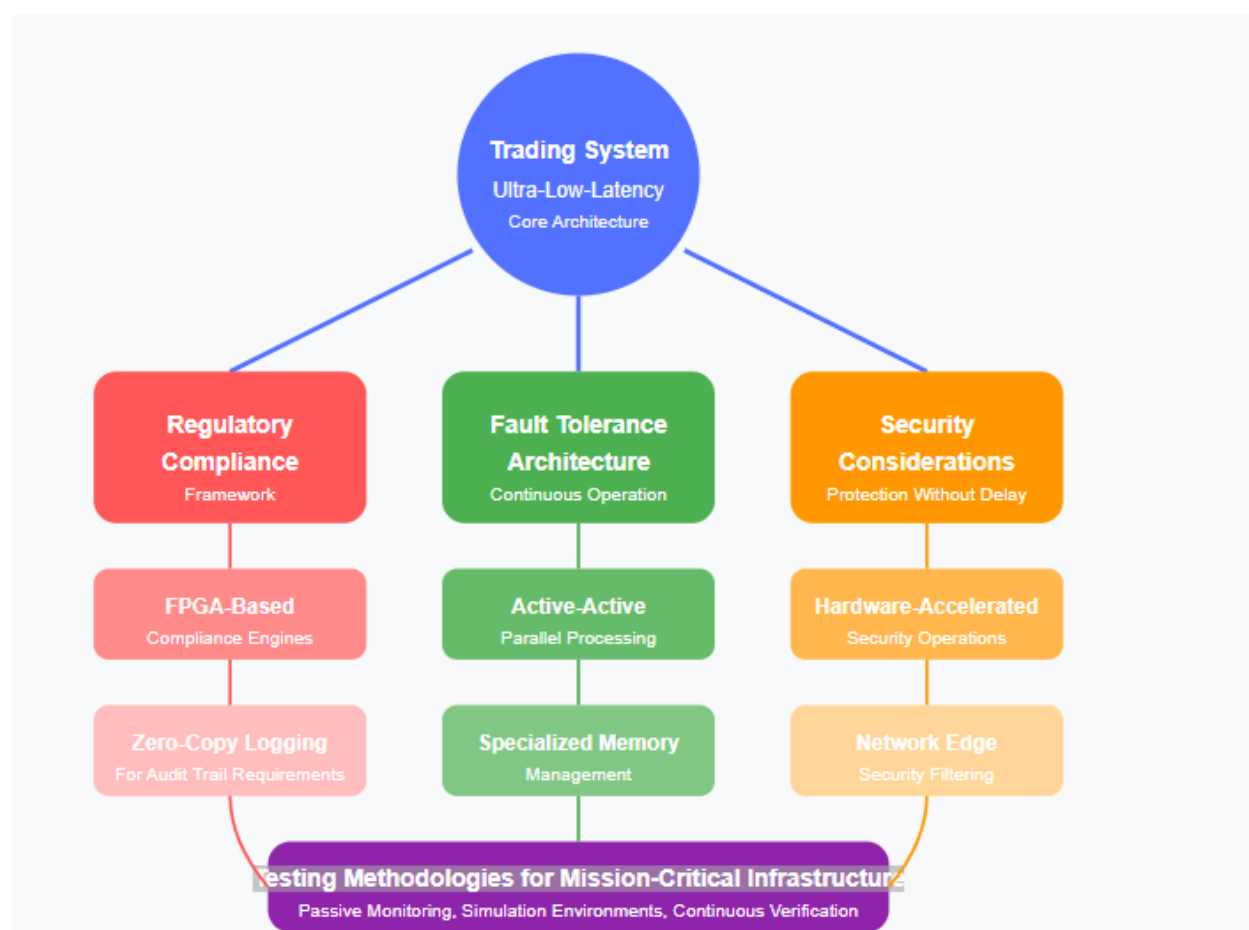 Trading System
Ultra-Low-Latency
Core Architecture
Regulatory
Compliance
Framework
Fault Tolerance
Architecture
Continuous Operation
Security
Considerations
Protection Without Delay
FPGA-Based
Compliance Engines
Active-Active
Parallel Processing
Hardware-Accelerated
Security Operations
Zero-Copy Logging
For Audit Trail Requirements
Specialized Memory
Management
Network Edge
Security Filtering
Testing Methodologies for Mission-Critical Infrastructure
Passive Monitoring, Simulation Environments, Continuous Verification